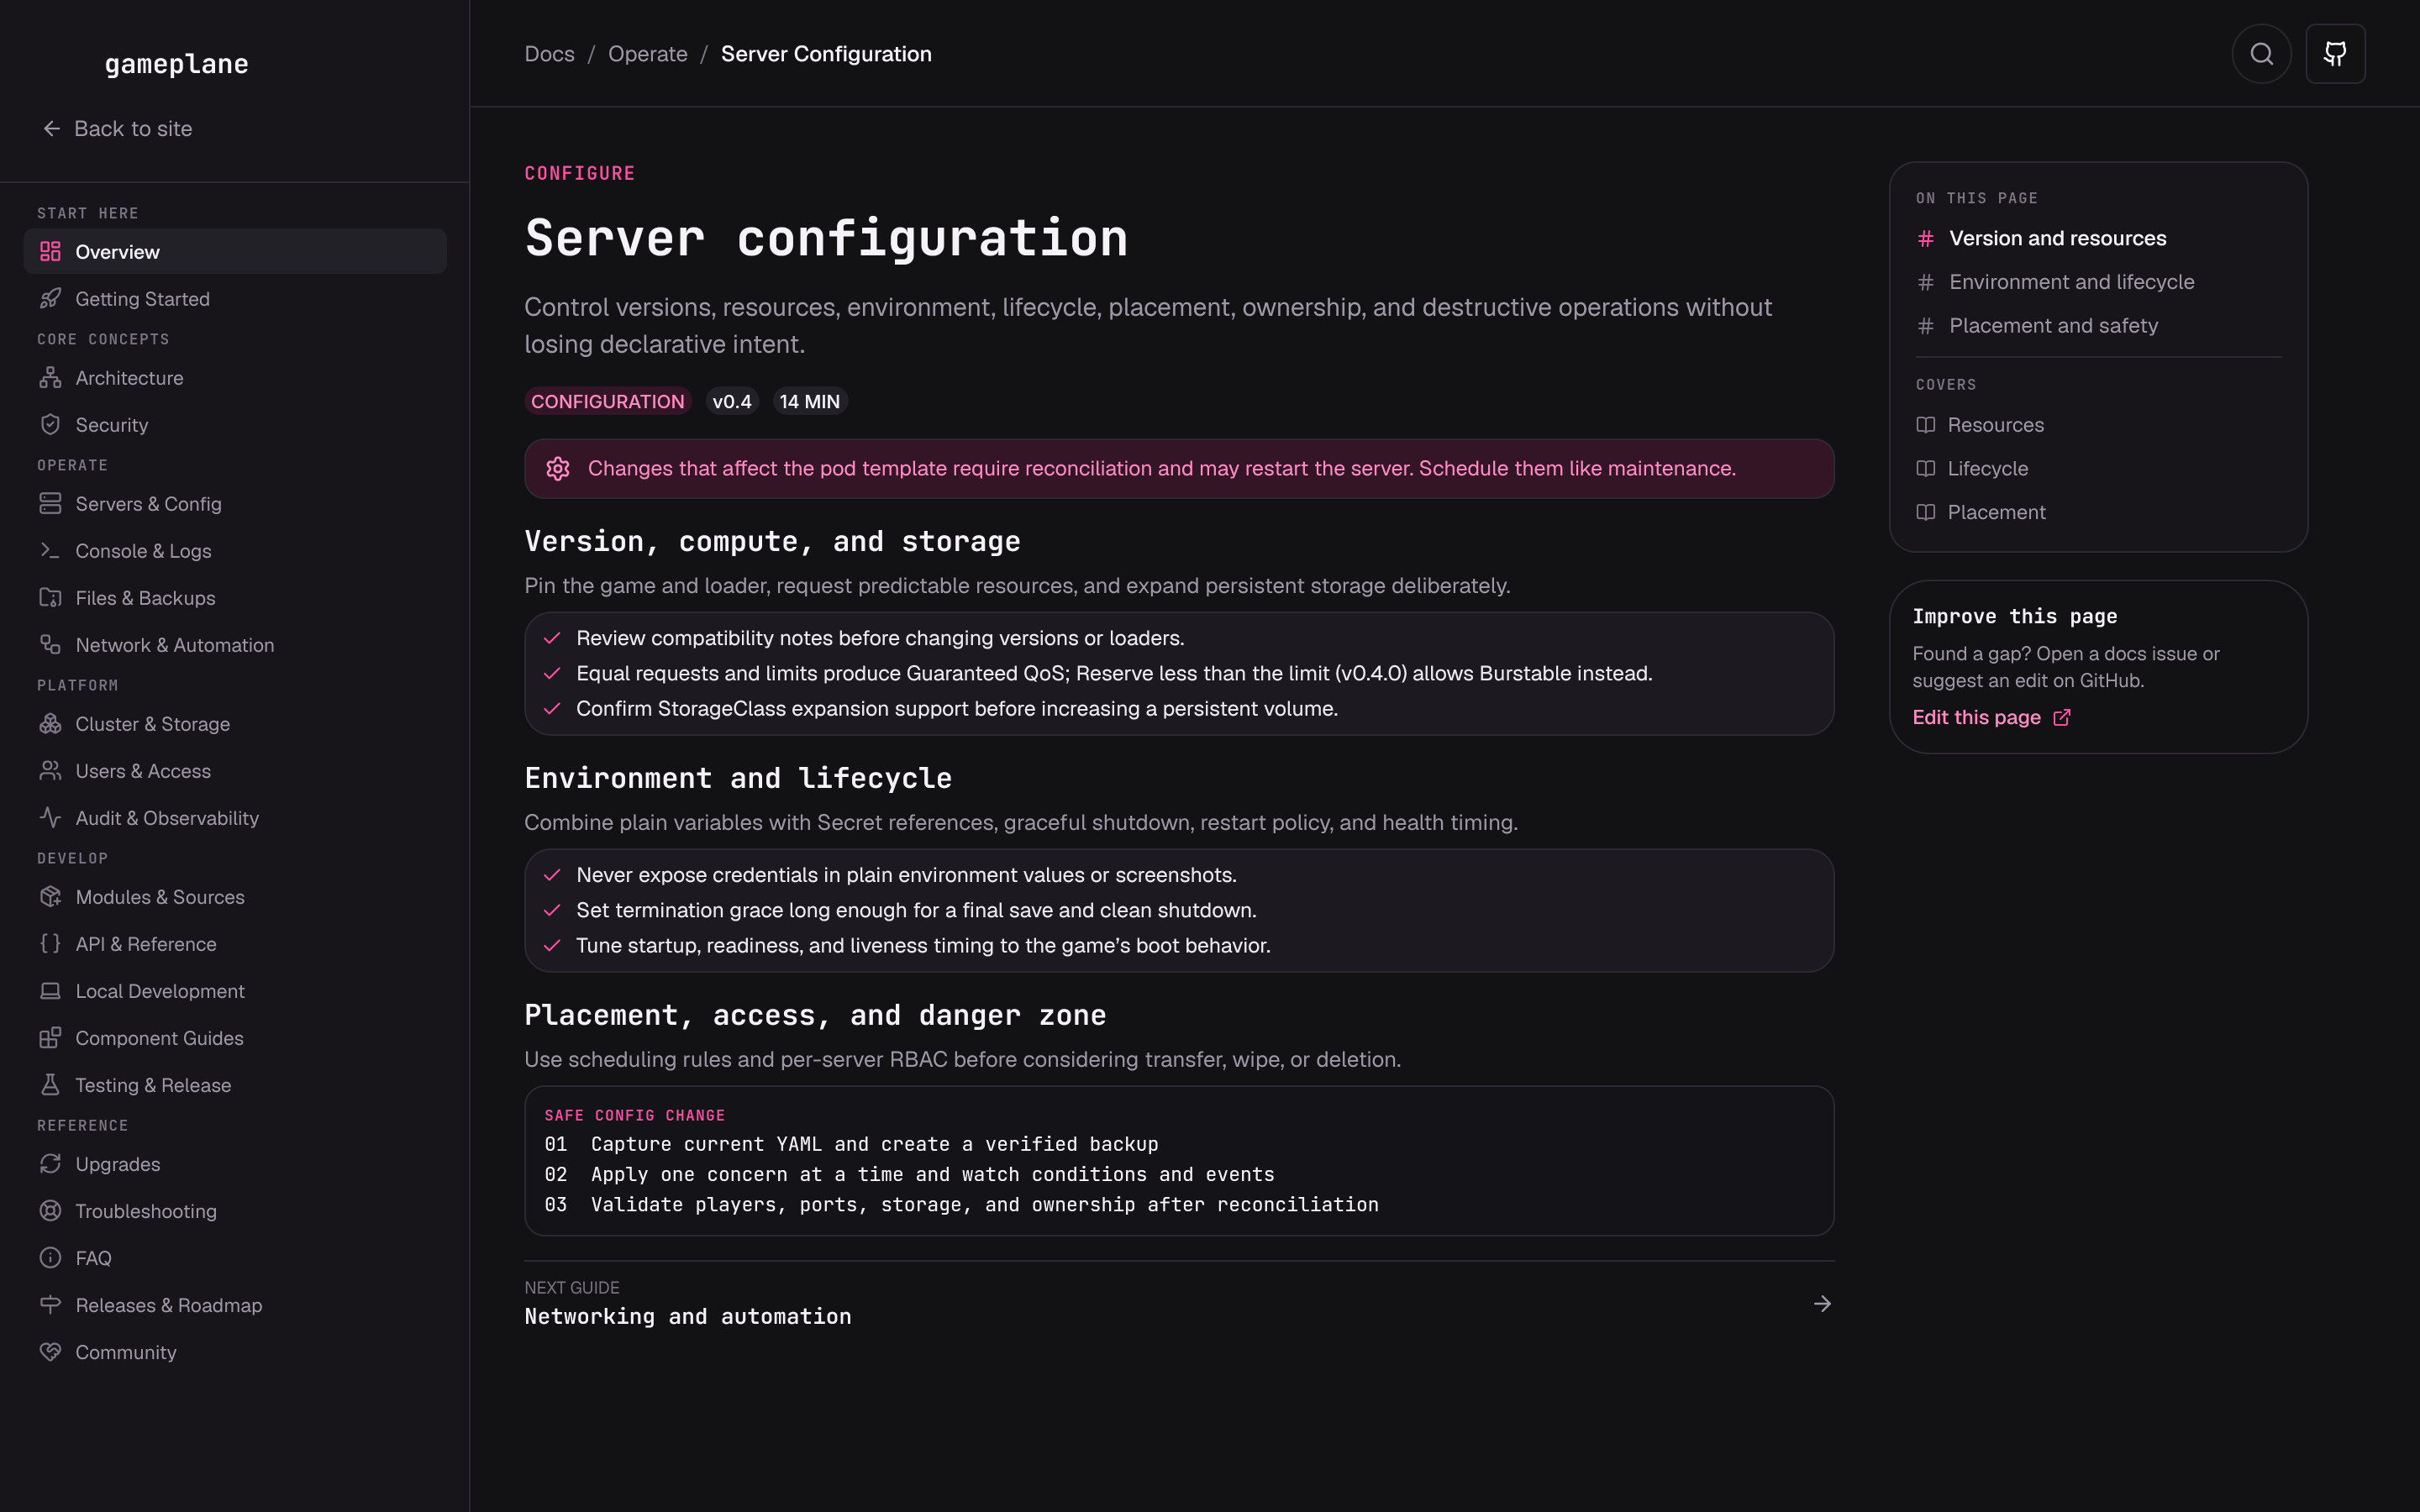 gameplane
Back to site
START HERE
Overview
Getting Started
CORE CONCEPTS
Architecture
Security
OPERATE
Servers & Config
Console & Logs
Files & Backups
Network & Automation
PLATFORM
Cluster & Storage
Users & Access
Audit & Observability
DEVELOP
Modules & Sources
API & Reference
Local Development
Component Guides
Testing & Release
REFERENCE
Upgrades
Troubleshooting
FAQ
Releases & Roadmap
Community
Docs / Operate / Server Configuration
CONFIGURE
Server configuration
Control versions, resources, environment, lifecycle, placement, ownership, and destructive operations without
losing declarative intent.
CONFIGURATION v0.4 14 MIN
Changes that affect the pod template require reconciliation and may restart the server. Schedule them like maintenance.
Version, compute, and storage
Pin the game and loader, request predictable resources, and expand persistent storage deliberately.
Review compatibility notes before changing versions or loaders.
Equal requests and limits produce Guaranteed QoS; Reserve less than the limit (v0.4.0) allows Burstable instead.
Confirm StorageClass expansion support before increasing a persistent volume.
Environment and lifecycle
Combine plain variables with Secret references, graceful shutdown, restart policy, and health timing.
Never expose credentials in plain environment values or screenshots.
Set termination grace long enough for a final save and clean shutdown.
Tune startup, readiness, and liveness timing to the game’s boot behavior.
Placement, access, and danger zone
Use scheduling rules and per-server RBAC before considering transfer, wipe, or deletion.
SAFE CONFIG CHANGE
01 Capture current YAML and create a verified backup
02 Apply one concern at a time and watch conditions and events
03 Validate players, ports, storage, and ownership after reconciliation
NEXT GUIDE
Networking and automation
ON THIS PAGE
# Version and resources
# Environment and lifecycle
# Placement and safety
COVERS
Resources
Lifecycle
Placement
Improve this page
Found a gap? Open a docs issue or
suggest an edit on GitHub.
Edit this page